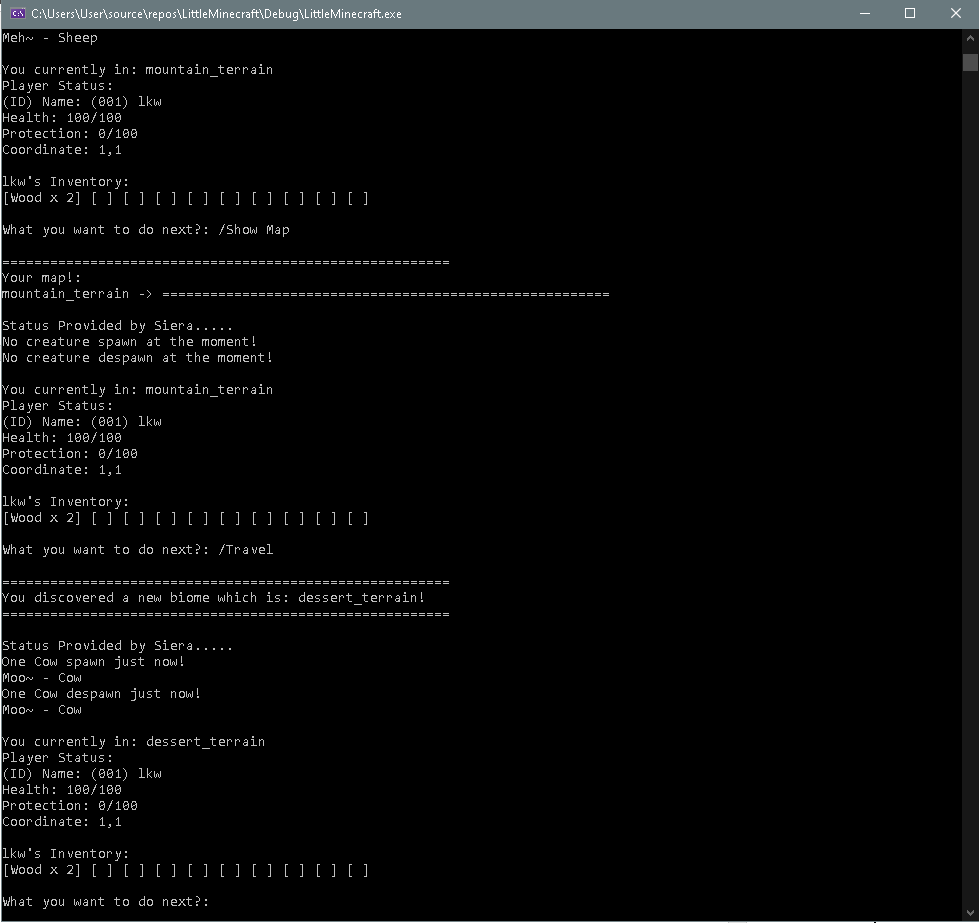 C:\Users\User\source\repos\LittleMinecraft\Debug\LittleMinecraft.exe
Meh~ - Sheep
You currently in: mountain_terrain
Player Status:
(ID) Name: (001) lkw
Health: 100/100
Protection: 0/100
Coordinate: 1,1
lkw's Inventory:
[Wood x 2] [ ] [ ] [ ] [ ] [ ] [ ] [ ] [ ] [ ]
What you want to do next?: /Show Map
========================================================
Your map!:
mountain_terrain -> ========================================================
Status Provided by Siera.....
No creature spawn at the moment!
No creature despawn at the moment!
You currently in: mountain_terrain
Player Status:
(ID) Name: (001) lkw
Health: 100/100
Protection: 0/100
Coordinate: 1,1
lkw's Inventory:
[Wood x 2] [ ] [ ] [ ] [ ] [ ] [ ] [ ] [ ] [ ]
What you want to do next?: /Travel
========================================================
You discovered a new biome which is: dessert_terrain!
========================================================
Status Provided by Siera.....
One Cow spawn just now!
Moo~ - Cow
One Cow despawn just now!
Moo~ - Cow
You currently in: dessert_terrain
Player Status:
(ID) Name: (001) lkw
Health: 100/100
Protection: 0/100
Coordinate: 1,1
lkw's Inventory:
[Wood x 2] [ ] [ ] [ ] [ ] [ ] [ ] [ ] [ ] [ ]
What you want to do next?: